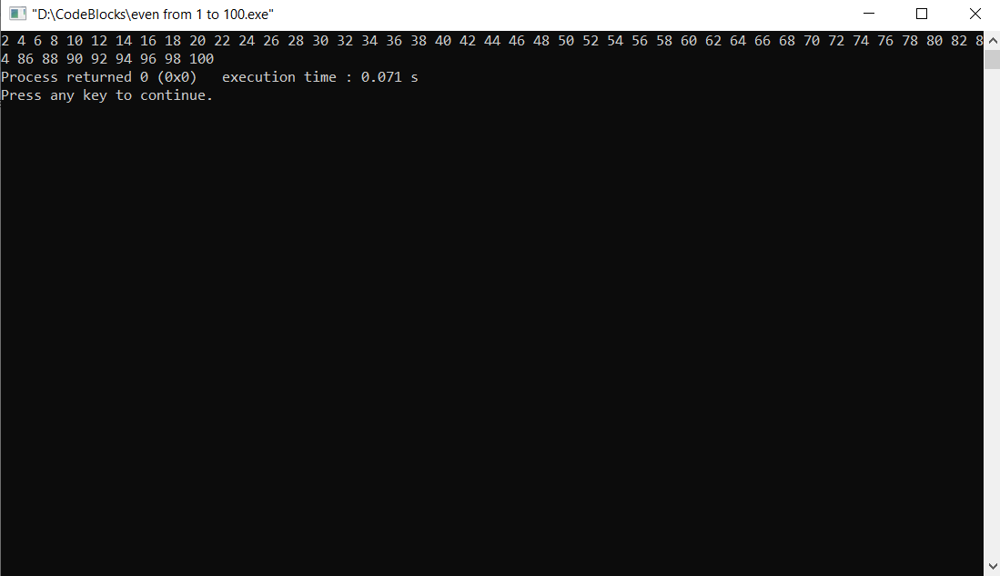 "D:\CodeBlocks\even from 1 to 100.exe"
2 4 6 8 10 12 14 16 18 20 22 24 26 28 30 32 34 36 38 40 42 44 46 48 50 52 54 56 58 60 62 64 66 68 70 72 74 76 78 80 82 8
4 86 88 90 92 94 96 98 100
Process returned 0 (0x0)   execution time : 0.071 s
Press any key to continue.